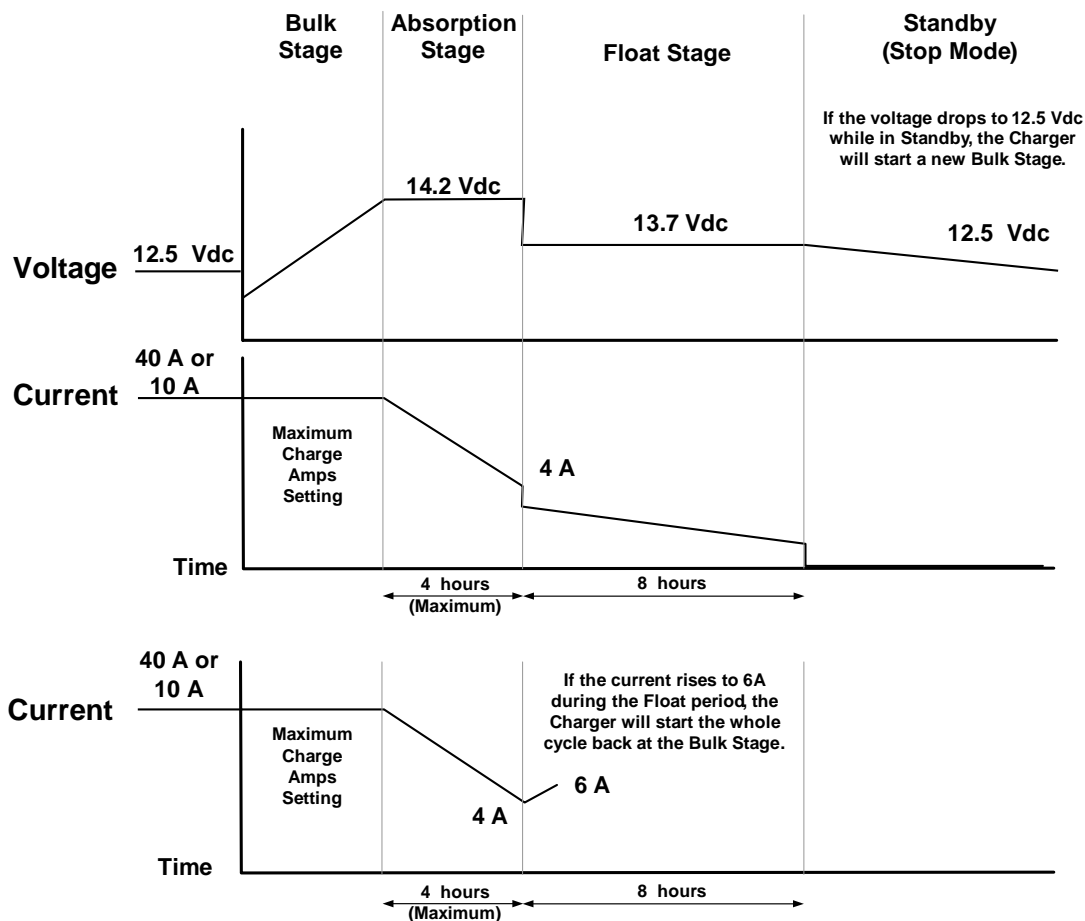 Bulk
Stage
Absorption
Stage
Float Stage
Standby
(Stop Mode)
If the voltage drops to 12.5 Vdc
while in Standby, the Charger
will start a new Bulk Stage.
14.2 Vdc
13.7 Vdc
12.5 Vdc
12.5 Vdc
Voltage
40 A or
10 A
Current
Maximum
Charge
Amps
Setting
4 A
Time
4 hours
(Maximum)
8 hours
40 A or
10 A
Current
Maximum
Charge
Amps
Setting
If the current rises to 6A
during the Float period, the
Charger will start the whole
cycle back at the Bulk Stage.
6 A
4 A
Time
4 hours
(Maximum)
8 hours